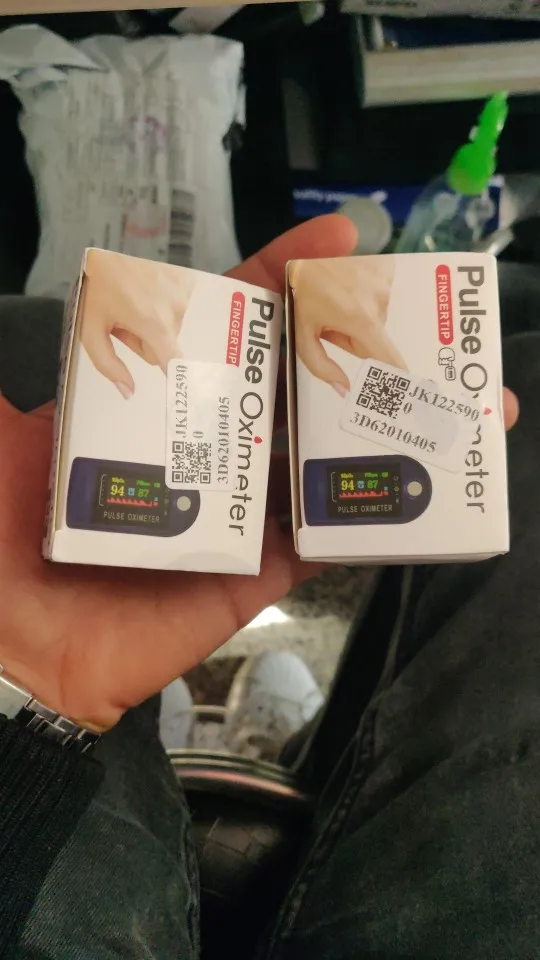 Pulse Oximeter
FINGERTIP
JK122590
0
3D62010405
94 87
PULSE OXIMETER
Pulse Oximeter
FINGERTIP
JK122590
0
3D62010405
94 87
PULSE OXIMETER